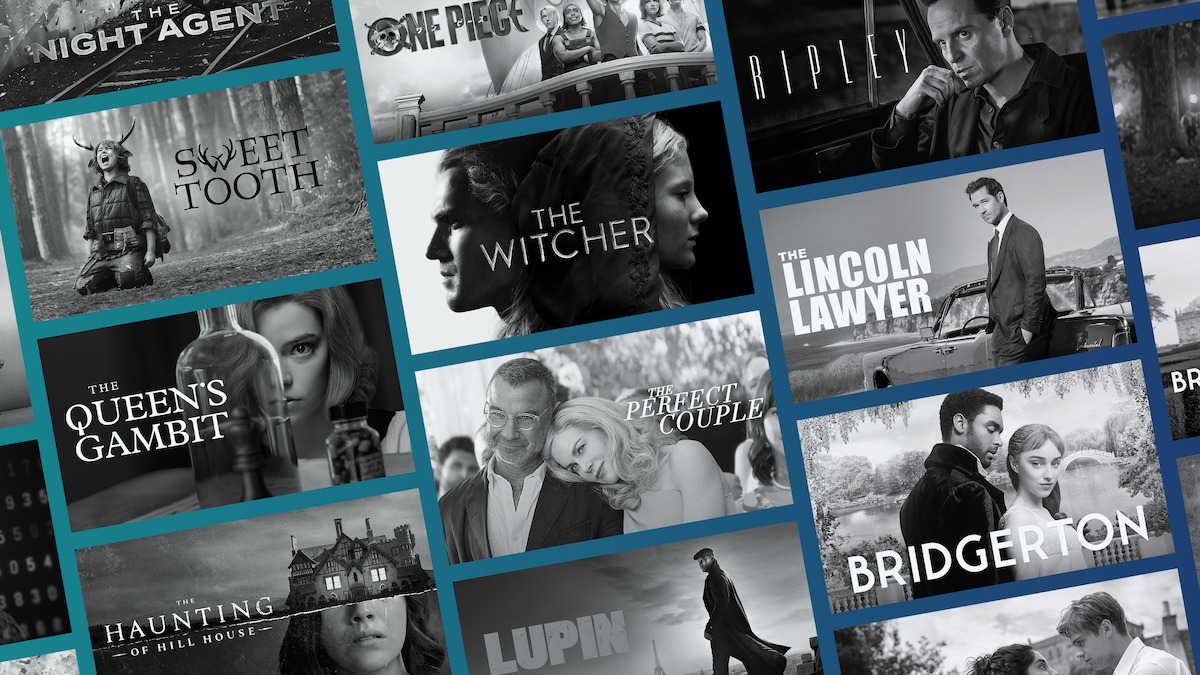 THE
NIGHT AGENT
SWEET
TOOTH
THE
QUEEN'S
GAMBIT
THE
HAUNTING
OF HILL HOUSE
ONE PIECE
THE
WITCHER
THE
PERFECT
COUPLE
LUPIN
RIPLEY
THE
LINCOLN
LAWYER
BRIDGERTON
BR